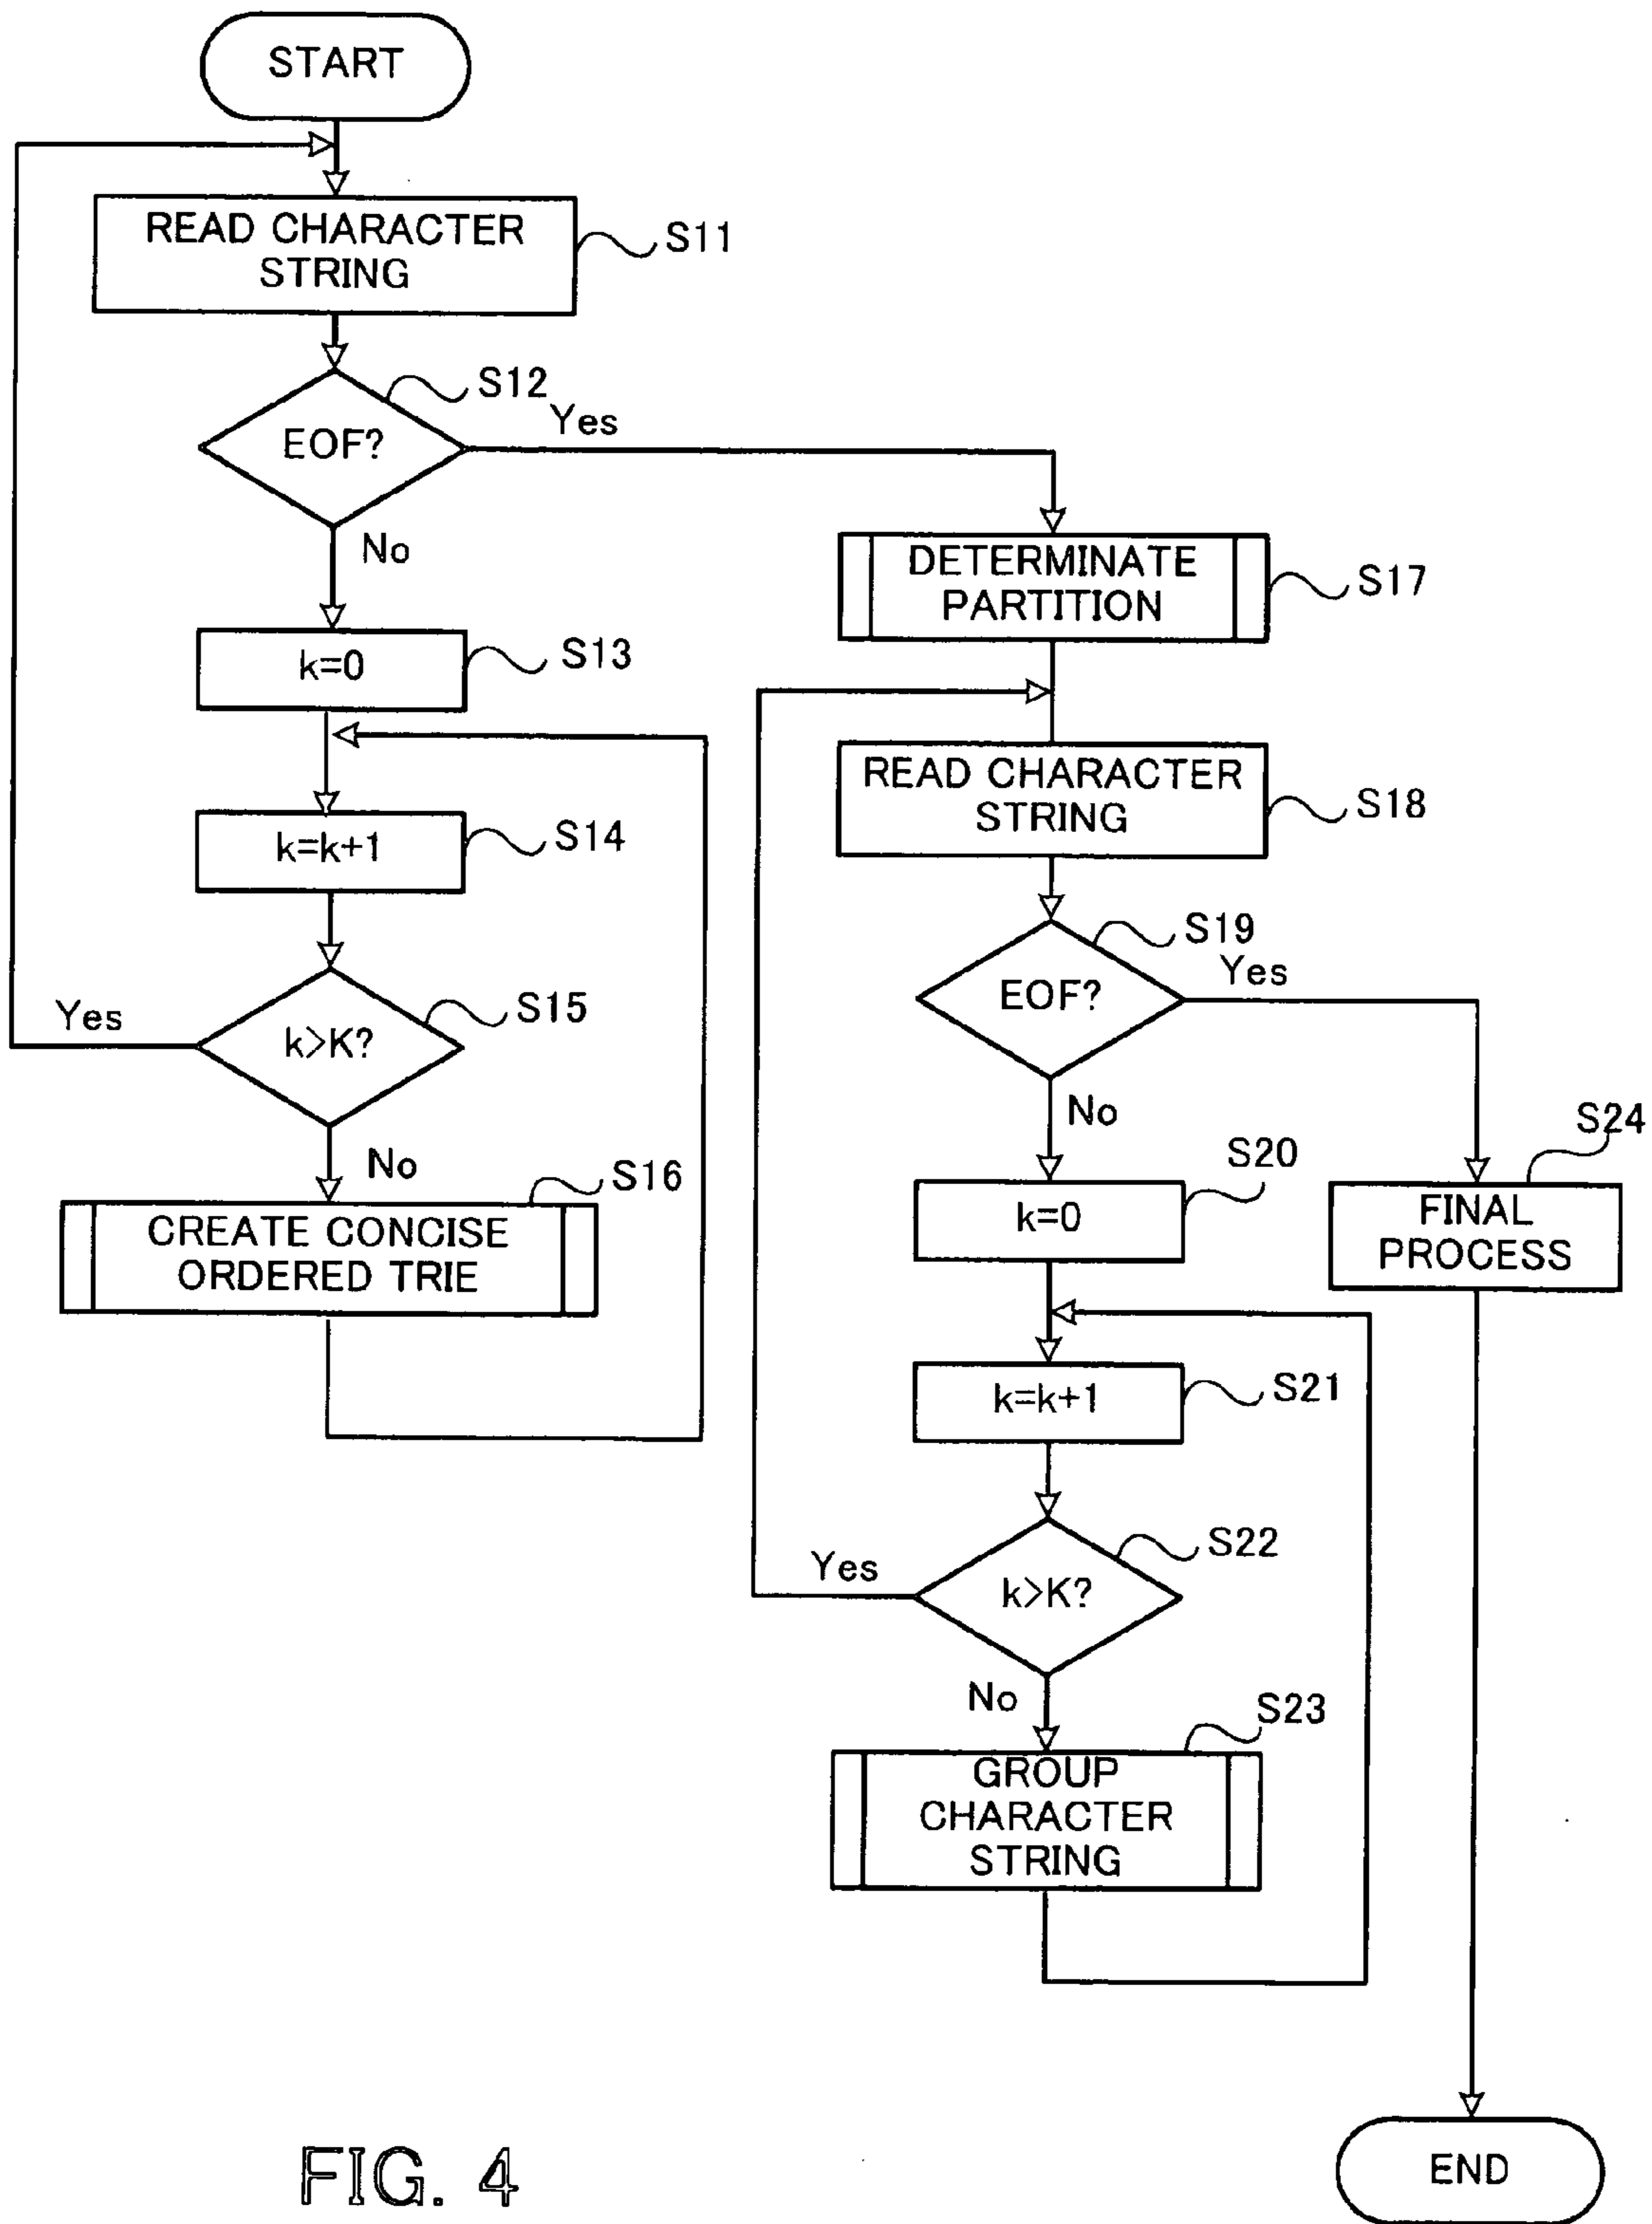 START
READ CHARACTER
STRING
S11
S12
EOF?
Yes
No
k=0
S13
k=k+1
S14
k>K?
S15
Yes
No
S16
CREATE CONCISE
ORDERED TRIE
DETERMINATE
PARTITION
S17
READ CHARACTER
STRING
S18
S19
EOF?
Yes
No
S20
k=0
S24
FINAL
PROCESS
k=k+1
S21
S22
k>K?
Yes
No
S23
GROUP
CHARACTER
STRING
END
FIG. 4